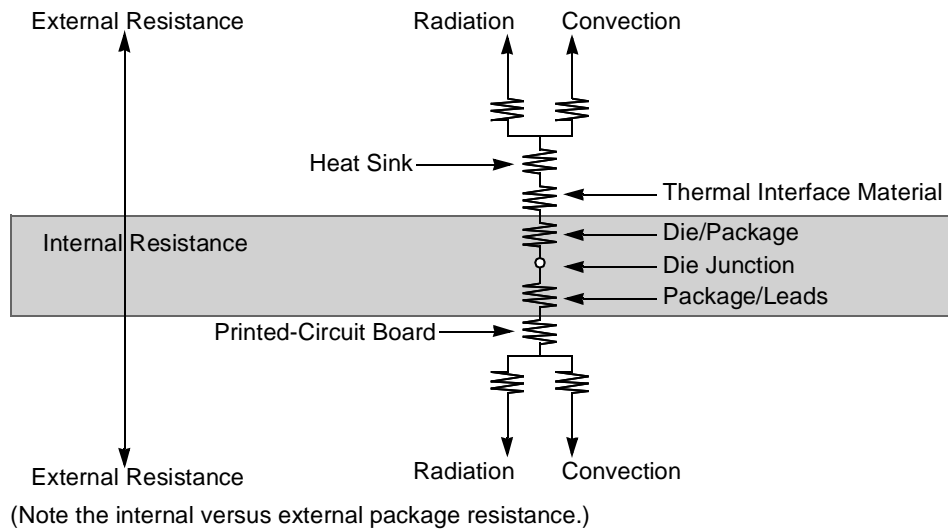 External Resistance
Radiation
Convection
Heat Sink
Thermal Interface Material
Internal Resistance
Die/Package
Die Junction
Package/Leads
Printed-Circuit Board
External Resistance
Radiation
Convection
(Note the internal versus external package resistance.)